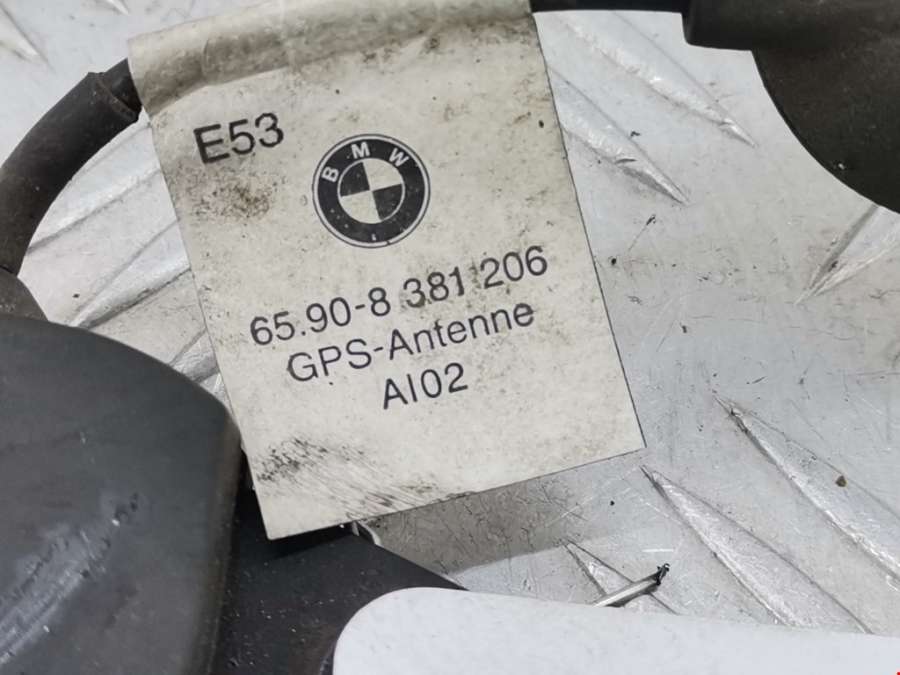 E53
BMW
65.90-8 381 206
GPS-Antenne
AI02